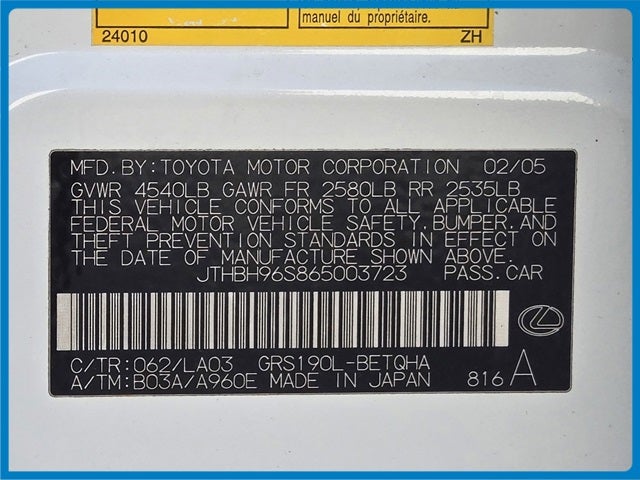 manuel du propriétaire.
24010 ZH
MFD. BY: TOYOTA MOTOR CORPORATION 02/05
GVWR 4540LB GAWR FR 2580LB RR 2535LB
THIS VEHICLE CONFORMS TO ALL APPLICABLE
FEDERAL MOTOR VEHICLE SAFETY, BUMPER, AND
THEFT PREVENTION STANDARDS IN EFFECT ON
THE DATE OF MANUFACTURE SHOWN ABOVE.
JTHBH96S865003723 PASS. CAR
C/TR: 062/LA03 GRS190L-BETQHA
A/TM: B03A/A960E MADE IN JAPAN 816 A